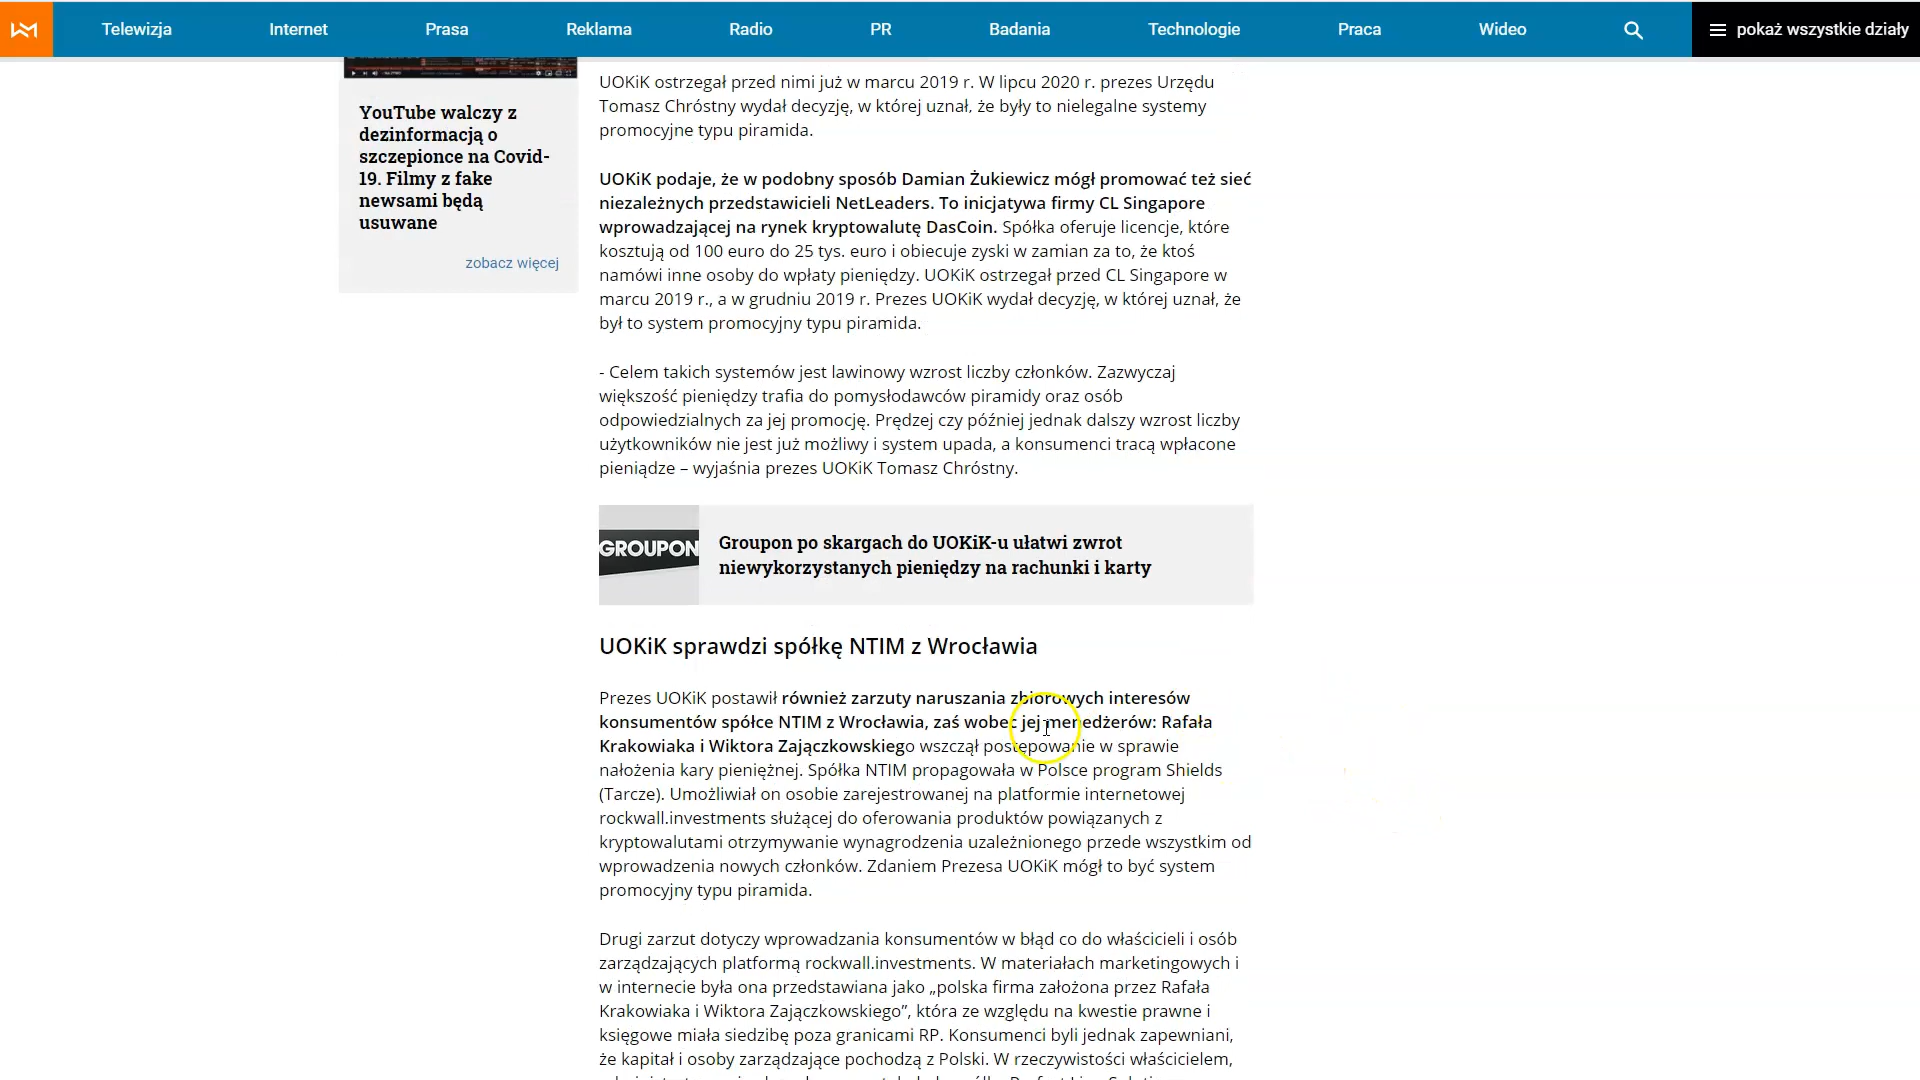 Telewizja Internet Prasa Reklama Radio PR Badania Technologie Praca Wideo pokaż wszystkie działy
YouTube walczy z
dezinformacją o
szczepionce na Covid-
19. Filmy z fake
newsami będą
usuwane
zobacz więcej
UOKiK ostrzegał przed nimi już w marcu 2019 r. W lipcu 2020 r. prezes Urzędu
Tomasz Chróstny wydał decyzję, w której uznał, że były to nielegalne systemy
promocyjne typu piramida.
UOKiK podaje, że w podobny sposób Damian Żukiewicz mógł promować też sieć
niezależnych przedstawicieli NetLeaders. To inicjatywa firmy CL Singapore
wprowadzającej na rynek kryptowalutę DasCoin. Spółka oferuje licencje, które
kosztują od 100 euro do 25 tys. euro i obiecuje zyski w zamian za to, że ktoś
namówi inne osoby do wpłaty pieniędzy. UOKiK ostrzegał przed CL Singapore w
marcu 2019 r., a w grudniu 2019 r. Prezes UOKiK wydał decyzję, w której uznał, że
był to system promocyjny typu piramida.
- Celem takich systemów jest lawinowy wzrost liczby członków. Zazwyczaj
większość pieniędzy trafia do pomysłodawców piramidy oraz osób
odpowiedzialnych za jej promocję. Prędzej czy później jednak dalszy wzrost liczby
użytkowników nie jest już możliwy i system upada, a konsumenci tracą wpłacone
pieniądze – wyjaśnia prezes UOKiK Tomasz Chróstny.
GROUPON
Groupon po skargach do UOKiK-u ułatwi zwrot
niewykorzystanych pieniędzy na rachunki i karty
UOKiK sprawdzi spółkę NTIM z Wrocławia
Prezes UOKiK postawił również zarzuty naruszania zbiorowych interesów
konsumentów spółce NTIM z Wrocławia, zaś wobec jej menedżerów: Rafała
Krakowiaka i Wiktora Zajączkowskiego wszczął postępowanie w sprawie
nałożenia kary pieniężnej. Spółka NTIM propagowała w Polsce program Shields
(Tarcze). Umożliwiał on osobie zarejestrowanej na platformie internetowej
rockwall.investments służącej do oferowania produktów powiązanych z
kryptowalutami otrzymywanie wynagrodzenia uzależnionego przede wszystkim od
wprowadzenia nowych członków. Zdaniem Prezesa UOKiK mógł to być system
promocyjny typu piramida.
Drugi zarzut dotyczy wprowadzania konsumentów w błąd co do właścicieli i osób
zarządzających platformą rockwall.investments. W materiałach marketingowych i
w internecie była ona przedstawiana jako „polska firma założona przez Rafała
Krakowiaka i Wiktora Zajączkowskiego”, która ze względu na kwestie prawne i
księgowe miała siedzibę poza granicami RP. Konsumenci byli jednak zapewniani,
że kapitał i osoby zarządzające pochodzą z Polski. W rzeczywistości właścicielem,